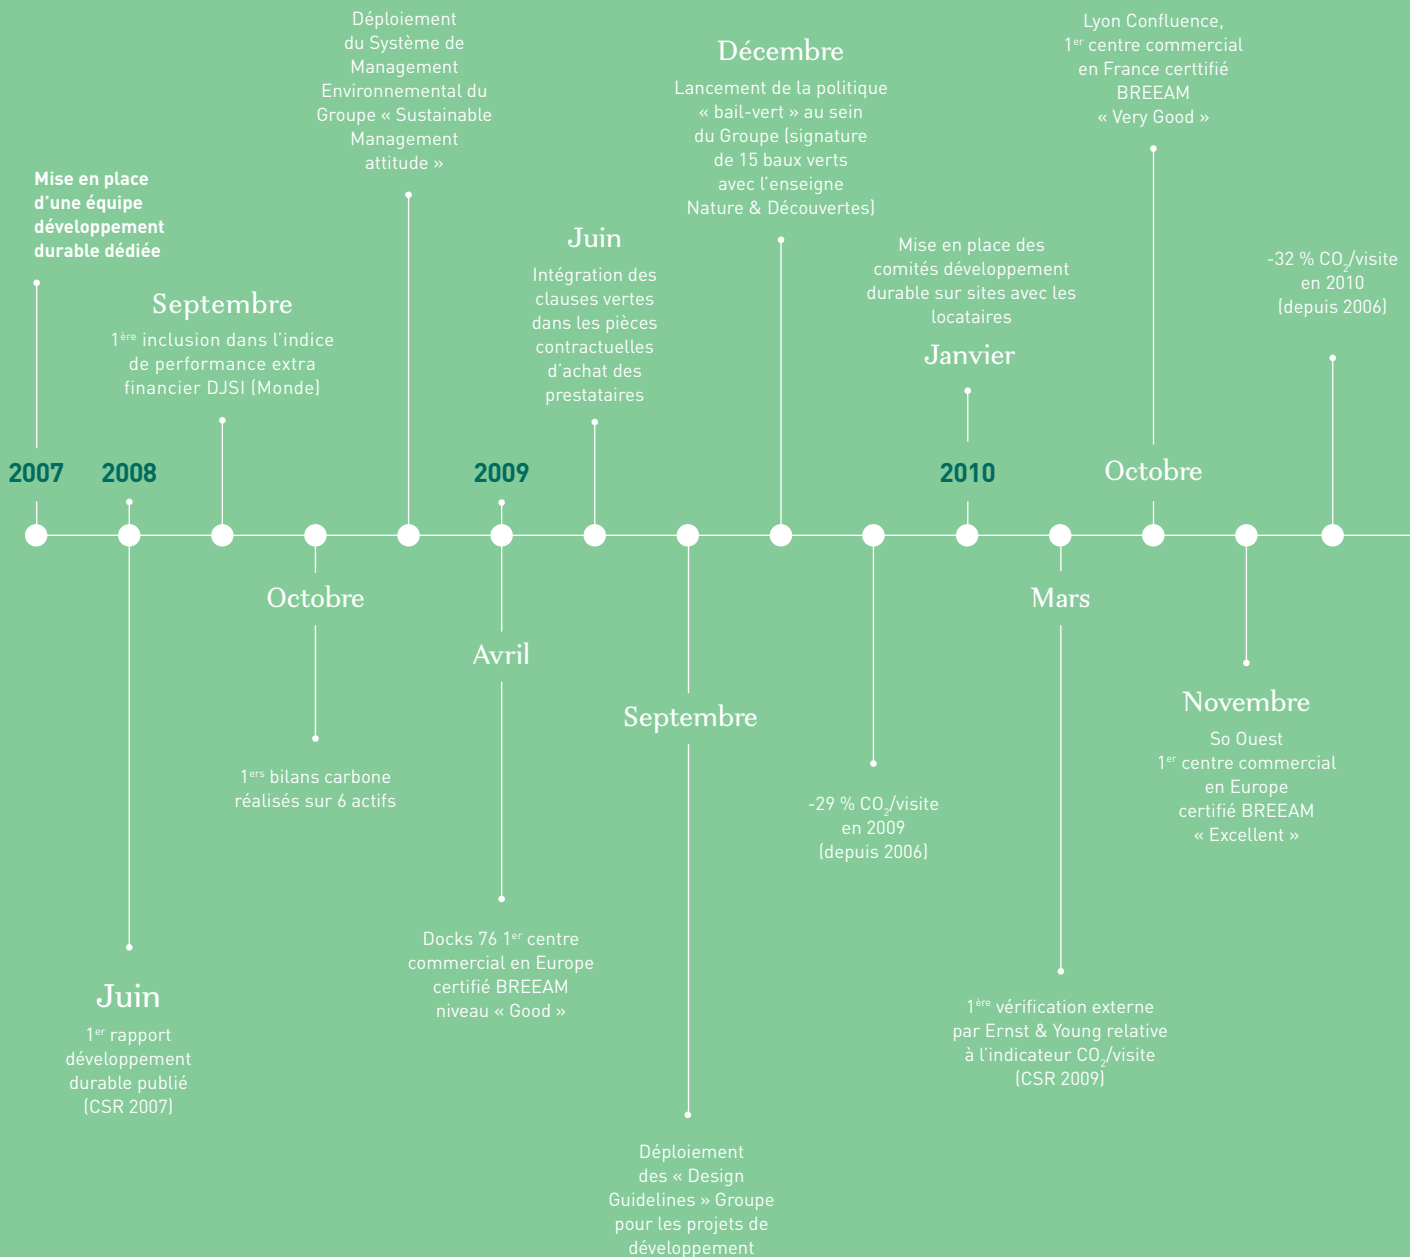 Mise en place
d’une équipe
développement
durable dédiée
2007
2008
Juin
1er rapport
développement
durable publié
(CSR 2007)
Septembre
1ère inclusion dans l’indice
de performance extra
financier DJSI (Monde)
Octobre
1ers bilans carbone
réalisés sur 6 actifs
Déploiement
du Système de
Management
Environnemental du
Groupe « Sustainable
Management
attitude »
2009
Avril
Docks 76 1er centre
commercial en Europe
certifié BREEAM
niveau « Good »
Juin
Intégration des
clauses vertes
dans les pièces
contractuelles
d’achat des
prestataires
Septembre
Déploiement
des « Design
Guidelines » Groupe
pour les projets de
développement
Décembre
Lancement de la politique
« bail-vert » au sein
du Groupe (signature
de 15 baux verts
avec l’enseigne
Nature & Découvertes)
-29 % CO2/visite
en 2009
(depuis 2006)
Mise en place des
comités développement
durable sur sites avec les
locataires
Janvier
2010
Mars
1ère vérification externe
par Ernst & Young relative
à l’indicateur CO2/visite
(CSR 2009)
Lyon Confluence,
1er centre commercial
en France certtifié
BREEAM
« Very Good »
Octobre
Novembre
So Ouest
1er centre commercial
en Europe
certifié BREEAM
« Excellent »
-32 % CO2/visite
en 2010
(depuis 2006)